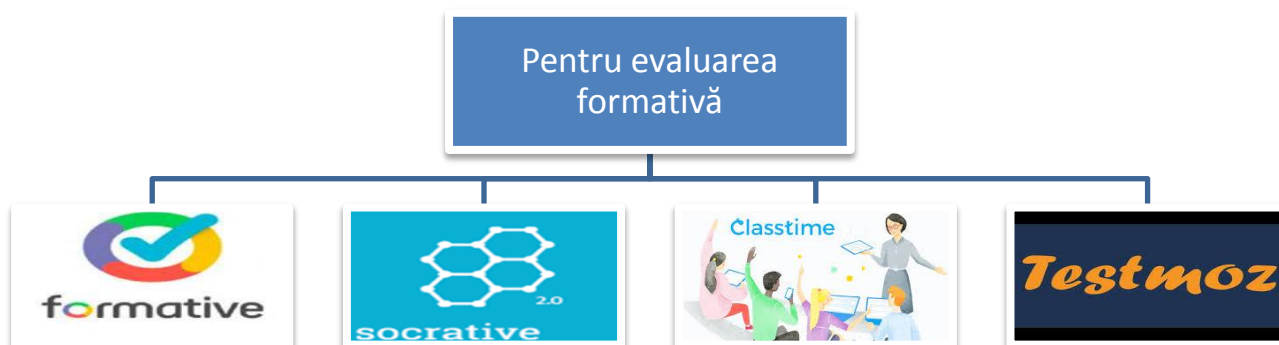 Pentru evaluarea
formativă
formative
2.0
socrative
Classtime
Testmoz